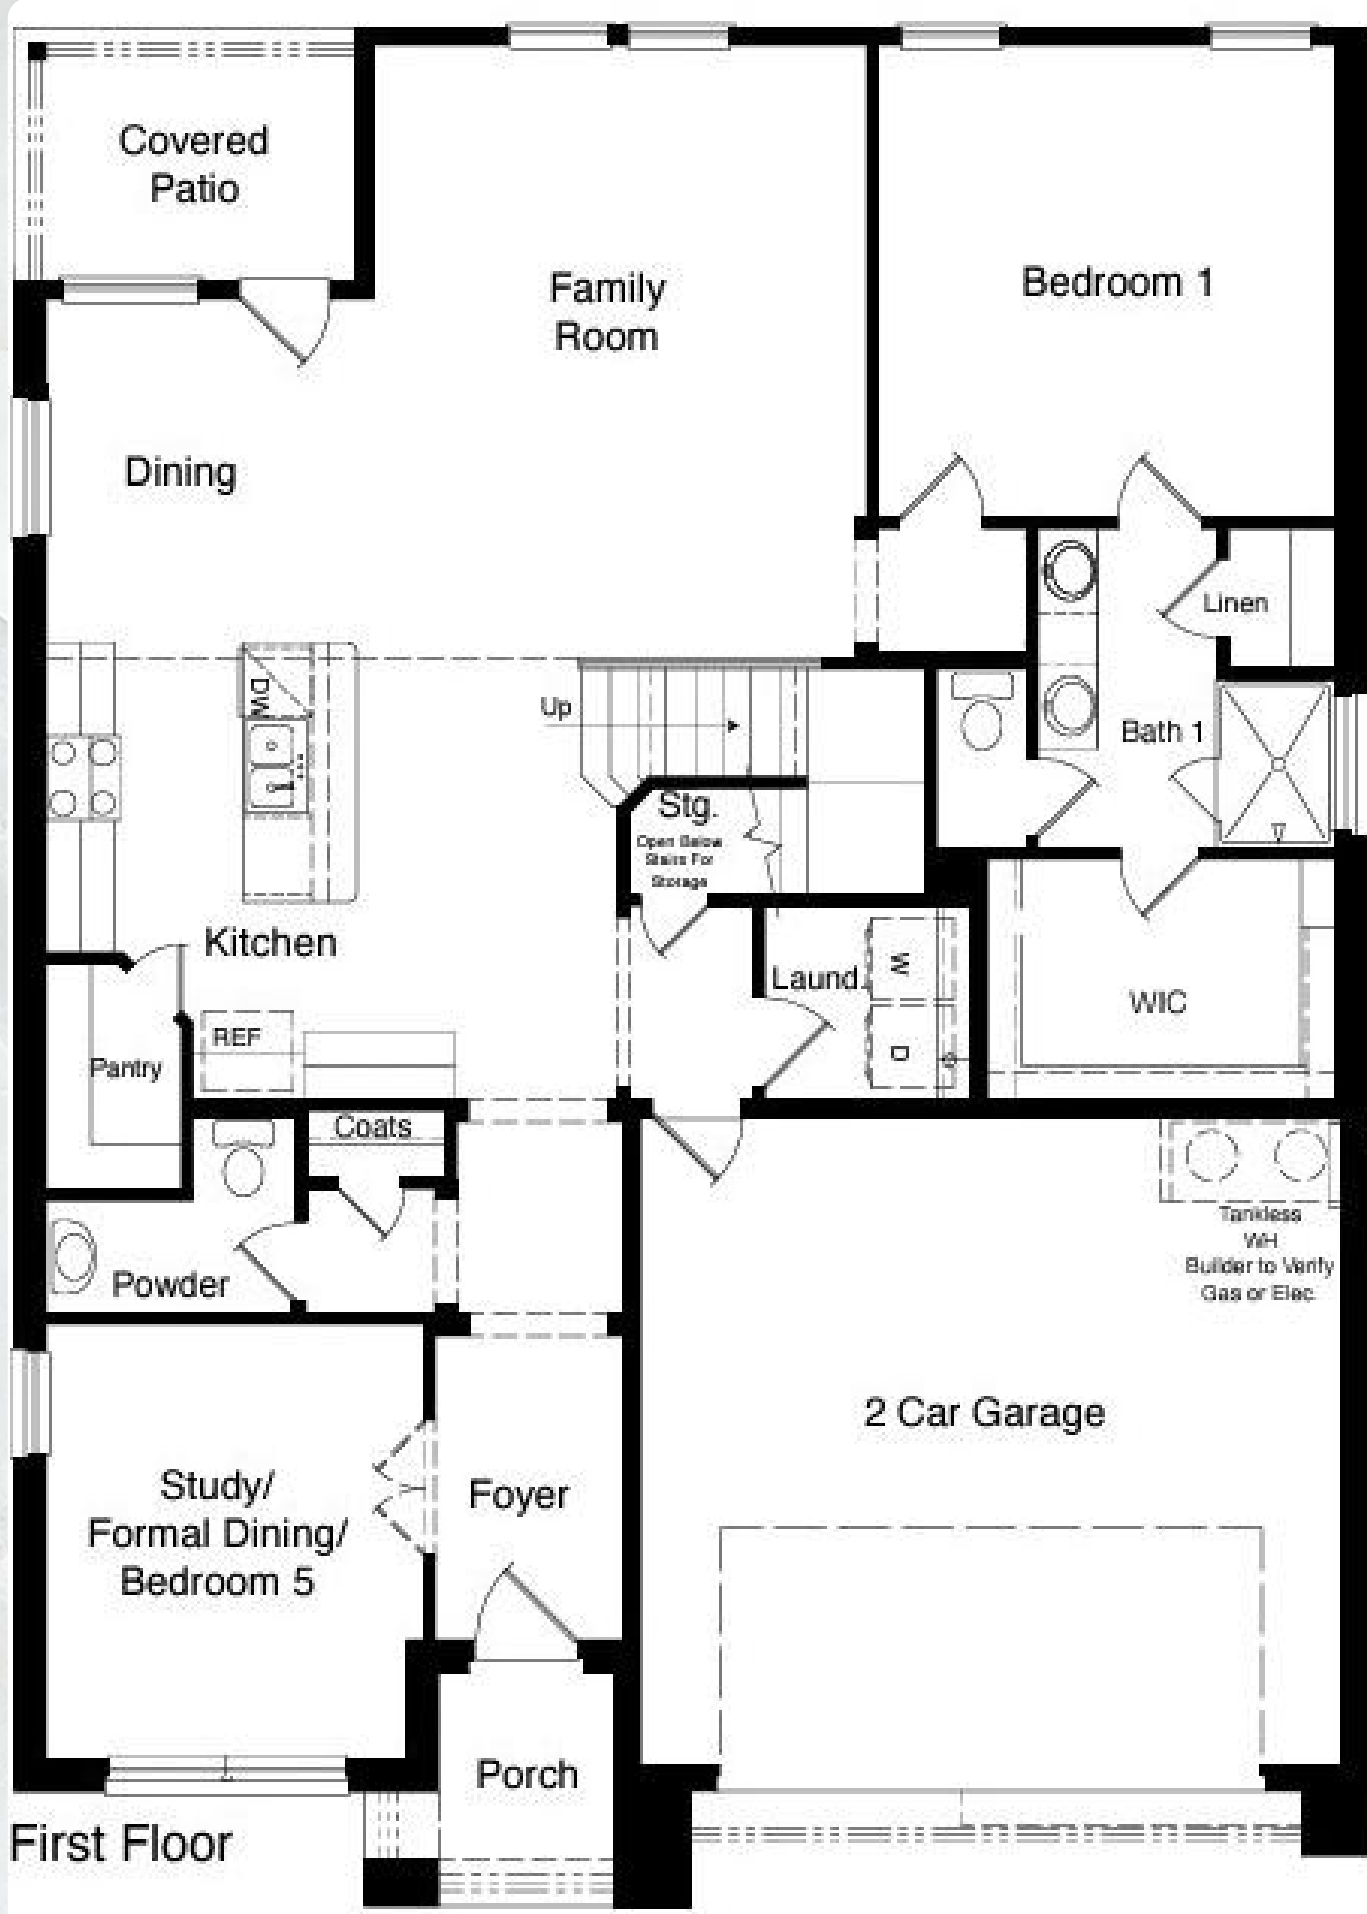 Covered
Patio
Family
Room
Bedroom 1
Dining
Linen
DW
Up
Bath 1
Stg.
Open Below
Stairs For
Storage
Kitchen
W
Laund.
WIC
REF
D
Pantry
Coats
Tankless
WH
Builder to Verify
Gas or Elec
Powder
2 Car Garage
Study/
Formal Dining/
Bedroom 5
Foyer
Porch
First Floor